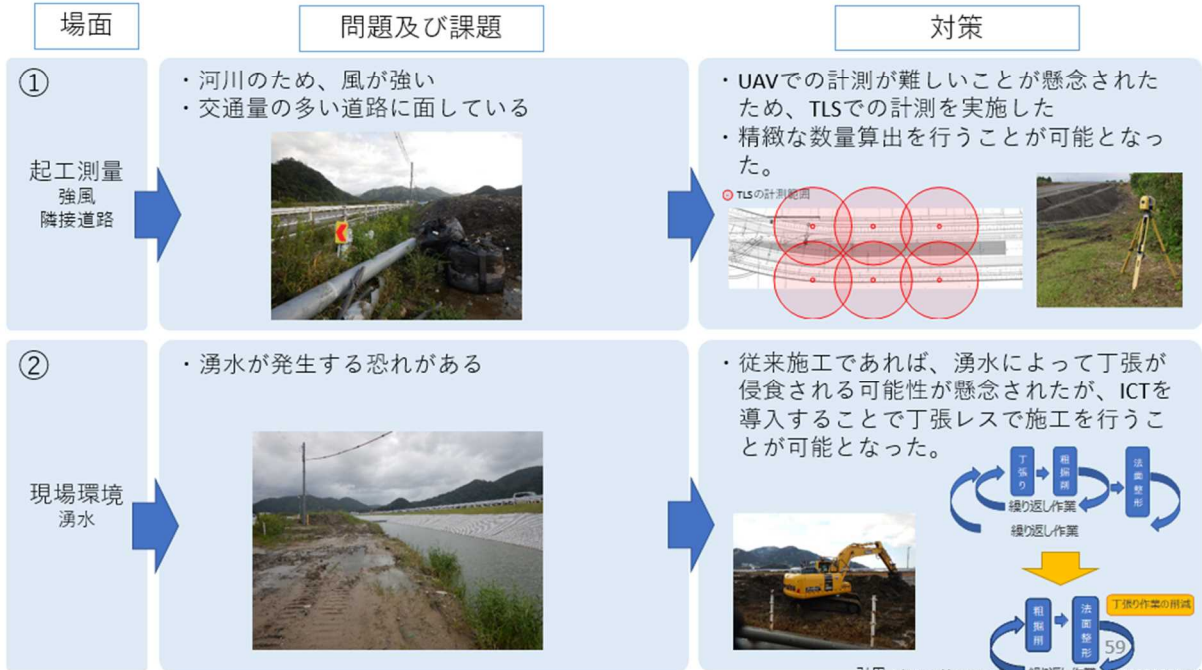 場面
問題及び課題
対策
①
起工測量
強風
隣接道路
・河川のため、風が強い
・交通量の多い道路に面している
・UAVでの計測が難しいことが懸念された
ため、TLSでの計測を実施した
・精緻な数量算出を行うことが可能となっ
た。
TLSの計測範囲
②
現場環境
湧水
・湧水が発生する恐れがある
・従来施工であれば、湧水によって丁張が
侵食される可能性が懸念されたが、ICTを
導入することで丁張レスで施工を行うこ
とが可能となった。
丁張り
粗掘削
法面整形
繰り返し作業
繰り返し作業
丁張り作業の削減
粗掘削
法面整形
59